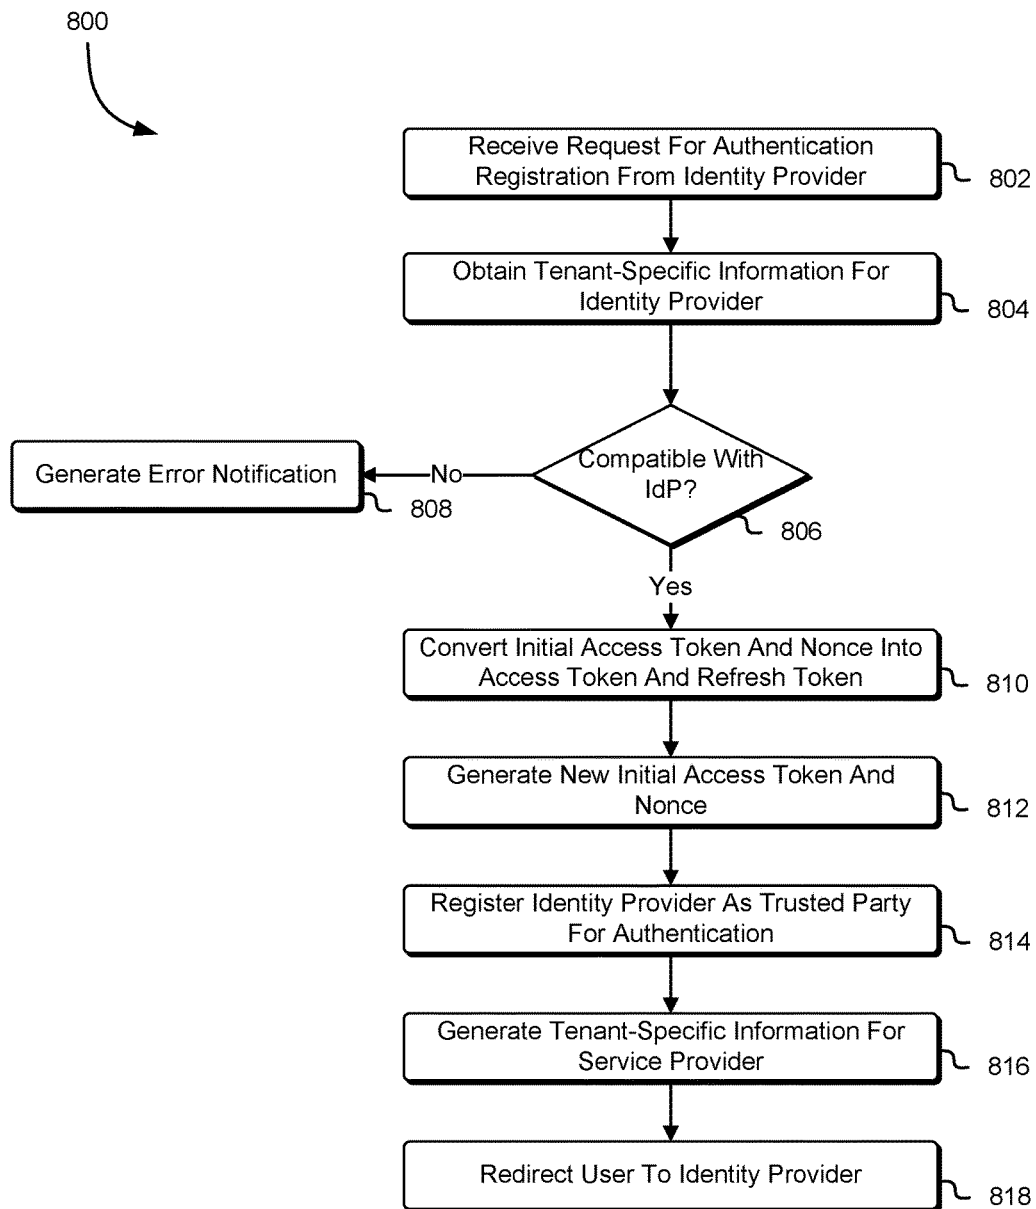 800
Receive Request For Authentication
Registration From Identity Provider
802
Obtain Tenant-Specific Information For
Identity Provider
804
Compatible With
IdP?
806
No
Generate Error Notification
808
Yes
Convert Initial Access Token And Nonce Into
Access Token And Refresh Token
810
Generate New Initial Access Token And
Nonce
812
Register Identity Provider As Trusted Party
For Authentication
814
Generate Tenant-Specific Information For
Service Provider
816
Redirect User To Identity Provider
818